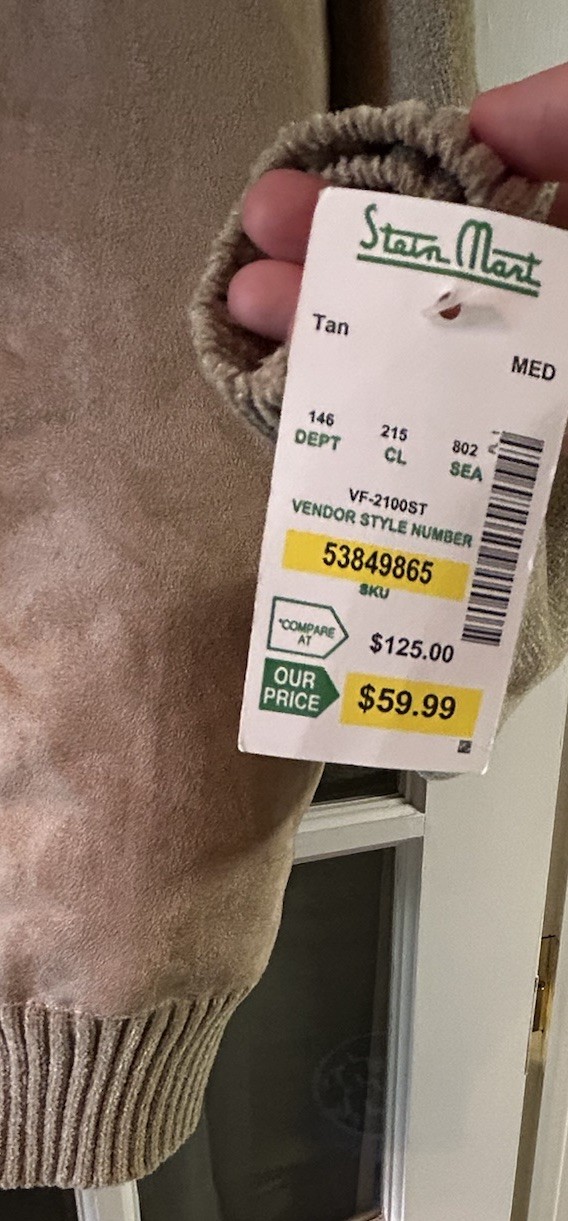 Stein Mart
Tan
MED
146 215 802
DEPT CL SEA
VF-2100ST
VENDOR STYLE NUMBER
53849865
SKU
*COMPARE AT $125.00
OUR PRICE $59.99